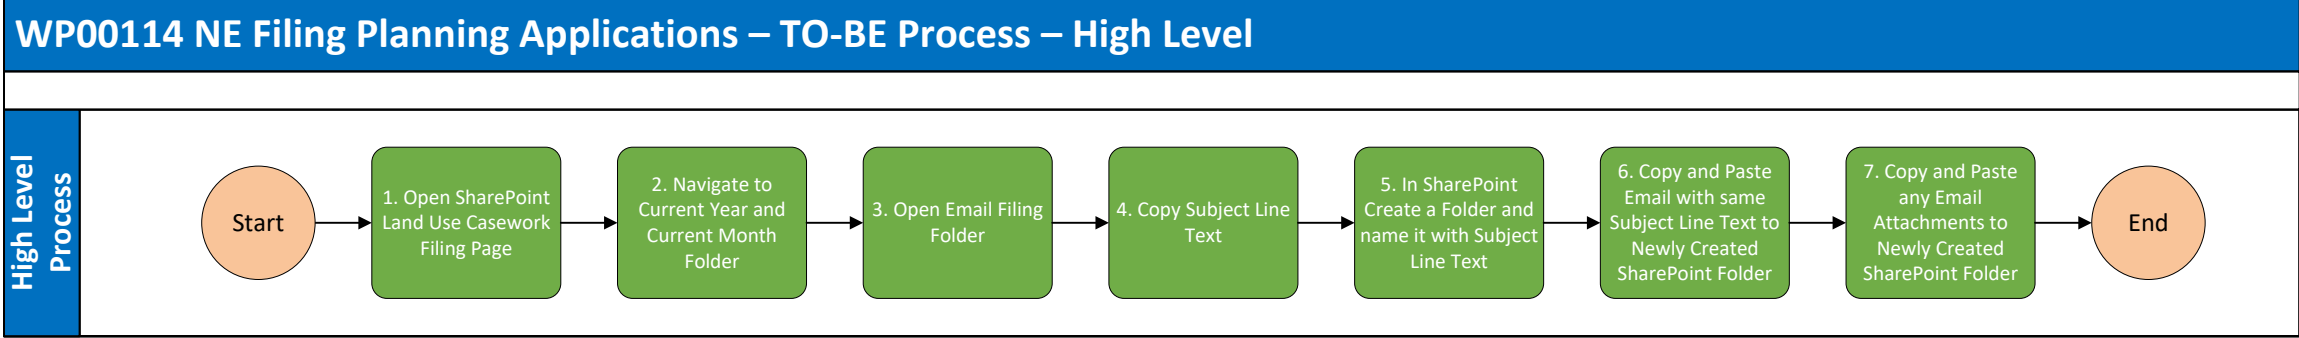 WP00114 NE Filing Planning Applications – TO-BE Process – High Level
High Level
Process
Start
1. Open SharePoint
Land Use Casework
Filing Page
2. Navigate to
Current Year and
Current Month
Folder
3. Open Email Filing
Folder
4. Copy Subject Line
Text
5. In SharePoint
Create a Folder and
name it with Subject
Line Text
6. Copy and Paste
Email with same
Subject Line Text to
Newly Created
SharePoint Folder
7. Copy and Paste
any Email
Attachments to
Newly Created
SharePoint Folder
End